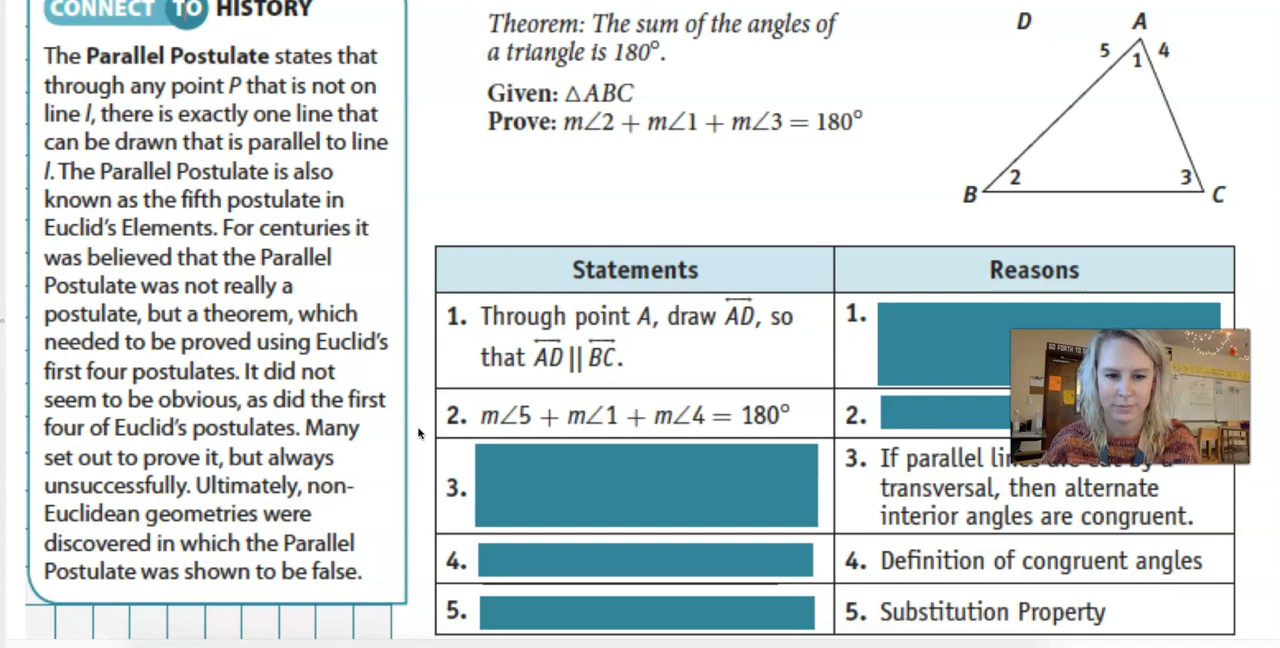 CONNECT TO HISTORY
The Parallel Postulate states that
through any point P that is not on
line l, there is exactly one line that
can be drawn that is parallel to line
l. The Parallel Postulate is also
known as the fifth postulate in
Euclid's Elements. For centuries it
was believed that the Parallel
Postulate was not really a
postulate, but a theorem, which
needed to be proved using Euclid's
first four postulates. It did not
seem to be obvious, as did the first
four of Euclid's postulates. Many
set out to prove it, but always
unsuccessfully. Ultimately, non-
Euclidean geometries were
discovered in which the Parallel
Postulate was shown to be false.
Theorem: The sum of the angles of
a triangle is 180°.
Given: △ABC
Prove: m∠2 + m∠1 + m∠3 = 180°
D A
5 1 4
B 2 3 C
Statements Reasons
1. Through point A, draw AD, so 1.
that AD || BC.
2. m∠5 + m∠1 + m∠4 = 180° 2.
3. 3. If parallel lines are cut by a
transversal, then alternate
interior angles are congruent.
4. 4. Definition of congruent angles
5. 5. Substitution Property
GO FORTH TO